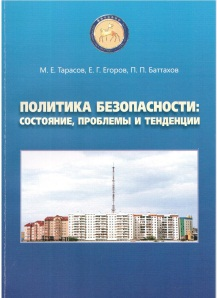 М. Е. Тарасов, Е. Г. Егоров, П. П. Баттахов
ПОЛИТИКА БЕЗОПАСНОСТИ:
СОСТОЯНИЕ, ПРОБЛЕМЫ И ТЕНДЕНЦИИ